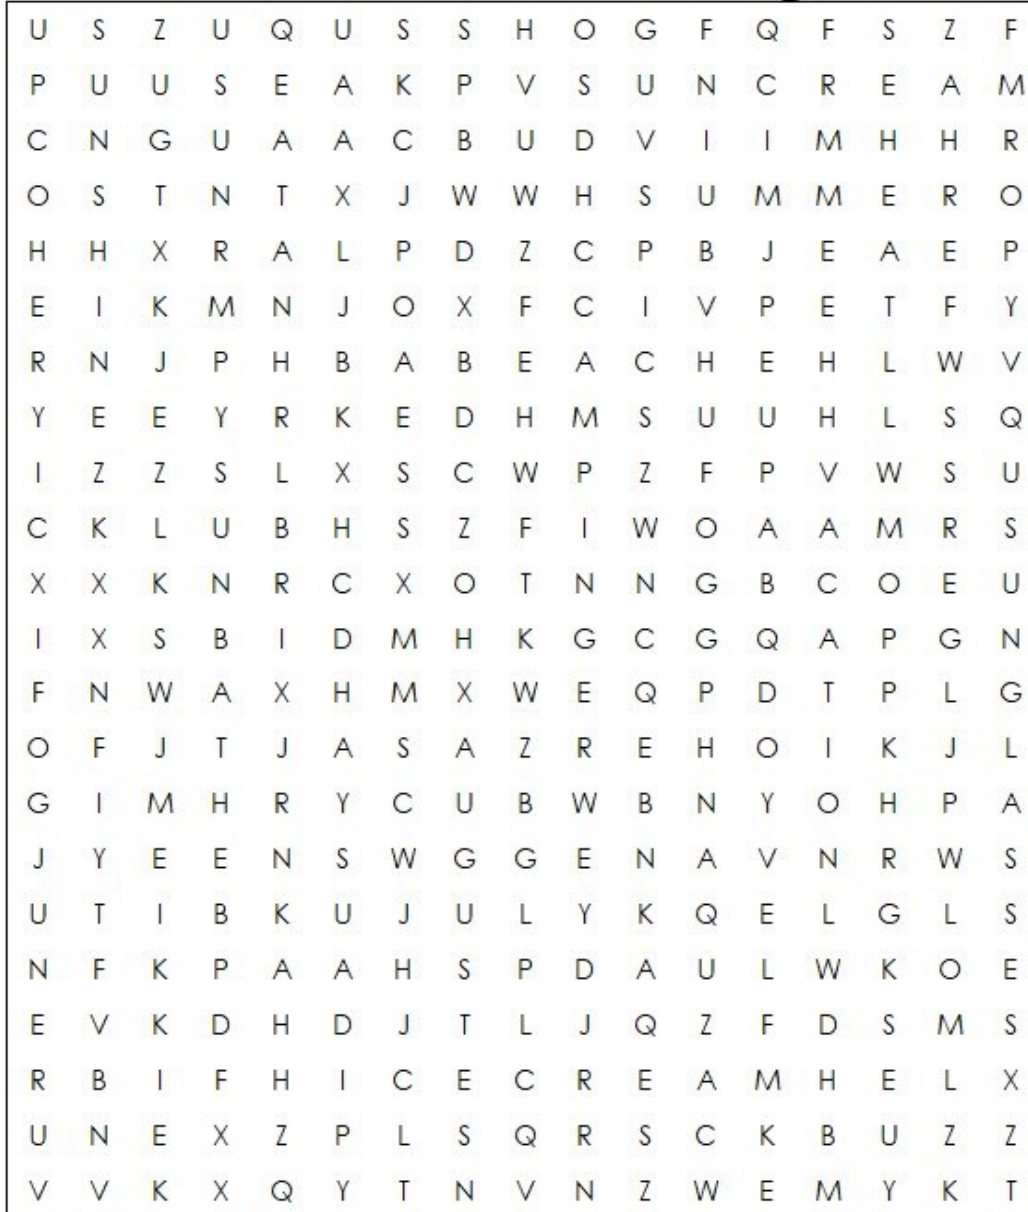 U S Z U Q U S S H O G F Q F S Z F
P U U S E A K P V S U N C R E A M
C N G U A A C B U D V I I M H H R
O S T N T X J W W H S U M M E R O
H H X R A L P D Z C P B J E A E P
E I K M N J O X F C I V P E T F Y
R N J P H B A B E A C H E H L W V
Y E E Y R K E D H M S U U H L S Q
I Z Z S L X S C W P Z F P V W S U
C K L U B H S Z F I W O A A M R S
X X K N R C X O T N N G B C O E U
I X S B I D M H K G C G Q A P G N
F N W A X H M X W E Q P D T P L G
O F J T J A S A Z R E H O I K J L
G I M H R Y C U B W B N Y O H P A
J Y E E N S W G G E N A V N R W S
U T I B K U J U L Y K Q E L G L S
N F K P A A H S P D A U L W K O E
E V K D H D J T L J Q Z F D S M S
R B I F H I C E C R E A M H E L X
U N E X Z P L S Q R S C K B U Z Z
V V K X Q Y T N V N Z W E M Y K T